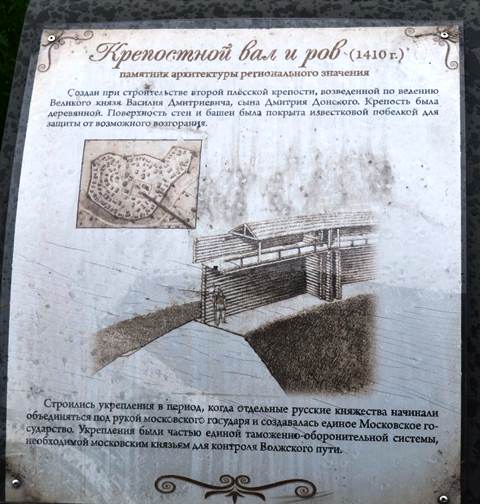 Крепостной вал и ров (1410 г.)
памятник архитектуры регионального значения
Создан при строительстве второй плёсской крепости, возведенной по велению
Великого князя Василия Дмитриевича, сына Дмитрия Донского. Крепость была
деревянной. Поверхность стен и башен была покрыта известковой побелкой для
защиты от возможного возгорания.
Строились укрепления в период, когда отдельные русские княжества начинали
объединяться под рукой московского государя и создавалась единое Московское го-
сударство. Укрепления были частью единой таможенно-оборонительной системы,
необходимой московским князьям для контроля Волжского пути.